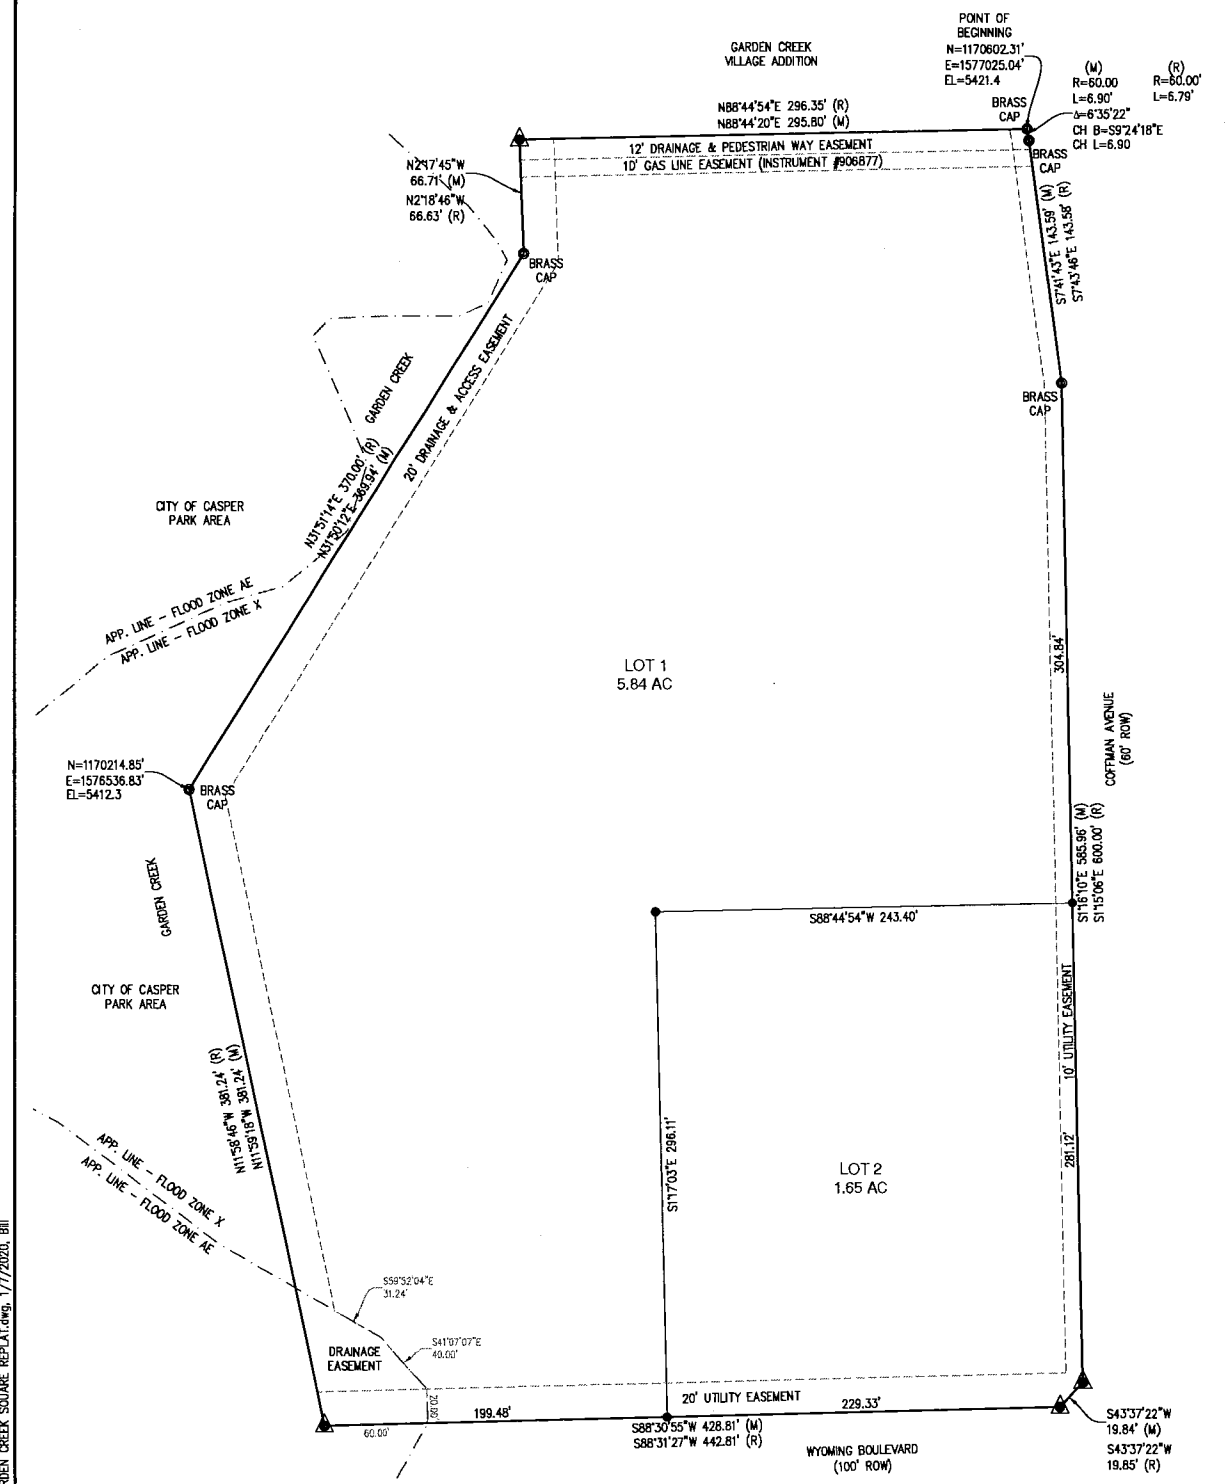 POINT OF
BEGINNING
N=1170602.31'
E=1577025.04'
EL=5421.4
GARDEN CREEK
VILLAGE ADDITION
(M)
R=60.00
L=6.90'
Δ=6°35'22"
CH B=S9°24'18"E
CH L=6.90
(R)
R=60.00'
L=6.79'
BRASS
CAP
N88°44'54"E 296.35' (R)
N88°44'20"E 295.80' (M)
12' DRAINAGE & PEDESTRIAN WAY EASEMENT
10' GAS LINE EASEMENT (INSTRUMENT #906877)
BRASS
CAP
N2°17'45"W
66.71' (M)
N2°18'46"W
66.63' (R)
BRASS
CAP
S7°41'43"E 143.59' (M)
S7°43'46"E 143.58' (R)
BRASS
CAP
GARDEN CREEK
20' DRAINAGE & ACCESS EASEMENT
N31°51'14"E 370.00' (R)
N31°50'12"E 369.94' (M)
CITY OF CASPER
PARK AREA
APP. LINE - FLOOD ZONE AE
APP. LINE - FLOOD ZONE X
LOT 1
5.84 AC
304.84'
COFFMAN AVENUE
(60' ROW)
N=1170214.85'
E=1576536.83'
EL=5412.3
BRASS
CAP
S1°16'10"E 585.96' (M)
S1°15'06"E 600.00' (R)
GARDEN CREEK
S88°44'54"W 243.40'
CITY OF CASPER
PARK AREA
10' UTILITY EASEMENT
N11°58'46"W 381.24' (R)
N11°59'18"W 381.24' (M)
APP. LINE - FLOOD ZONE X
APP. LINE - FLOOD ZONE AE
S1°17'03"E 296.11'
LOT 2
1.65 AC
281.12'
S59°52'04"E
31.24'
S41°07'07"E
40.00'
DRAINAGE
EASEMENT
20.00'
20' UTILITY EASEMENT
60.00'
199.48'
229.33'
S88°30'55"W 428.81' (M)
S88°31'27"W 442.81' (R)
WYOMING BOULEVARD
(100' ROW)
S43°37'22"W
19.84' (M)
S43°37'22"W
19.85' (R)
RDEN CREEK SQUARE REPLAT.dwg, 1/7/2020, Bill